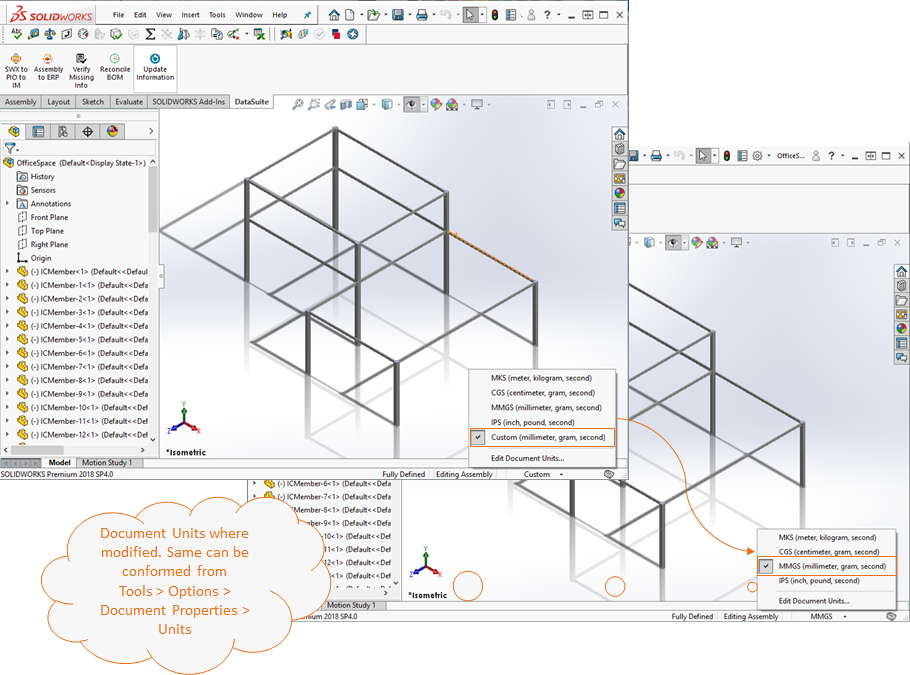 SOLIDWORKS
File Edit View Insert Tools Window Help
SWX to PIO to IM
Assembly to ERP
Verify Missing Info
Reconcile BOM
Update Information
Assembly Layout Sketch Evaluate SOLIDWORKS Add-Ins DataSuite
OfficeSpace (Default<Display State-1>)
History
Sensors
Annotations
Front Plane
Top Plane
Right Plane
Origin
(-) ICMember<1> (Default<<Defaul
(-) ICMember-1<1> (Default<<Defa
(-) ICMember-2<1> (Default<<Defa
(-) ICMember-3<1> (Default<<Defa
(-) ICMember-4<1> (Default<<Defa
(-) ICMember-5<1> (Default<<Defa
(-) ICMember-6<1> (Default<<Defa
(-) ICMember-7<1> (Default<<Defa
(-) ICMember-8<1> (Default<<Defa
(-) ICMember-9<1> (Default<<Defa
(-) ICMember-10<1> (Default<<Def
(-) ICMember-11<1> (Default<<Def
(-) ICMember-12<1> (Default<<Def
*Isometric
MKS (meter, kilogram, second)
CGS (centimeter, gram, second)
MMGS (millimeter, gram, second)
IPS (inch, pound, second)
Custom (millimeter, gram, second)
Edit Document Units...
Model Motion Study 1
SOLIDWORKS Premium 2018 SP4.0 Fully Defined Editing Assembly Custom
OfficeS...
(-) ICMember-6<1> (Default<<Defa
(-) ICMember-7<1> (Default<<Defa
(-) ICMember-8<1> (Default<<Defa
mber-9<1> (Default<<Defa
-10<1> (Default<<Def
-11<1> (Default<<Def
12<1> (Default<<Def
<1> (Default<<Def
*Isometric
MKS (meter, kilogram, second)
CGS (centimeter, gram, second)
MMGS (millimeter, gram, second)
IPS (inch, pound, second)
Edit Document Units...
Motion Study 1
mium 2018 SP4.0 Fully Defined Editing Assembly MMGS
Document Units where
modified. Same can be
conformed from
Tools > Options >
Document Properties >
Units